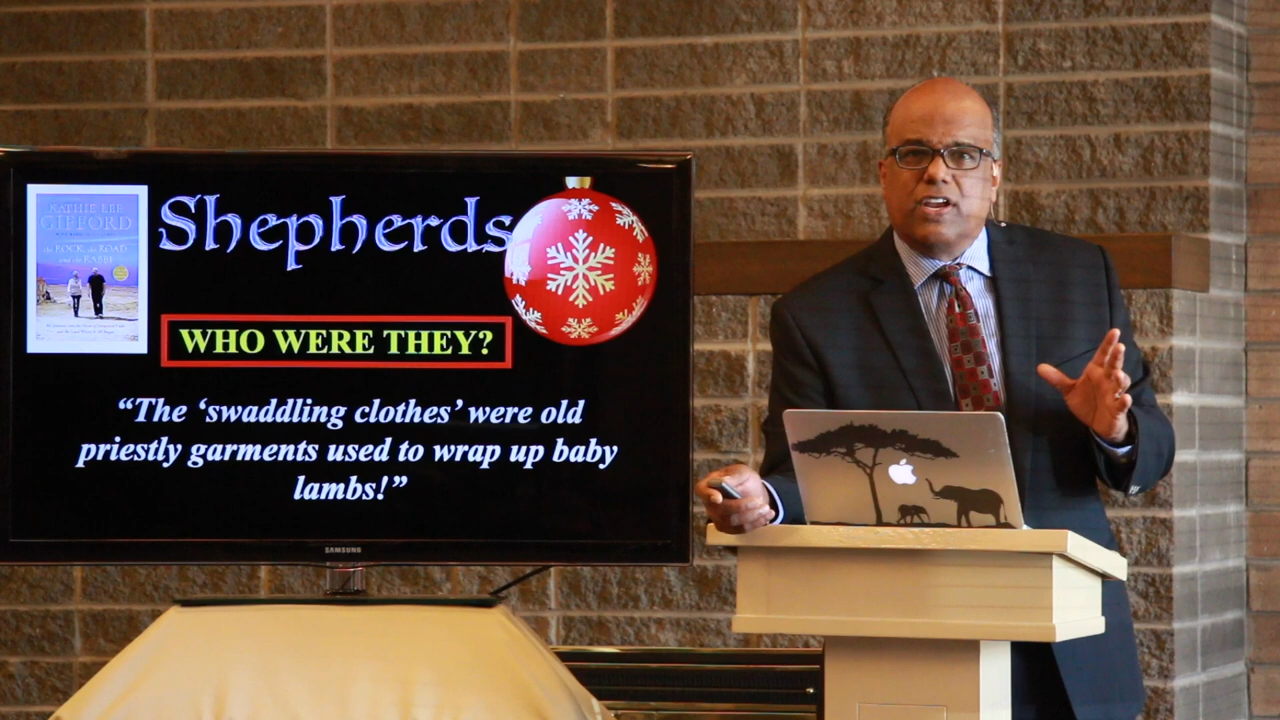 KATHIE LEE
GIFFORD
the ROCK, the ROAD,
and the RABBI
Shepherds
WHO WERE THEY?
“The ‘swaddling clothes’ were old
priestly garments used to wrap up baby
lambs!”
SAMSUNG